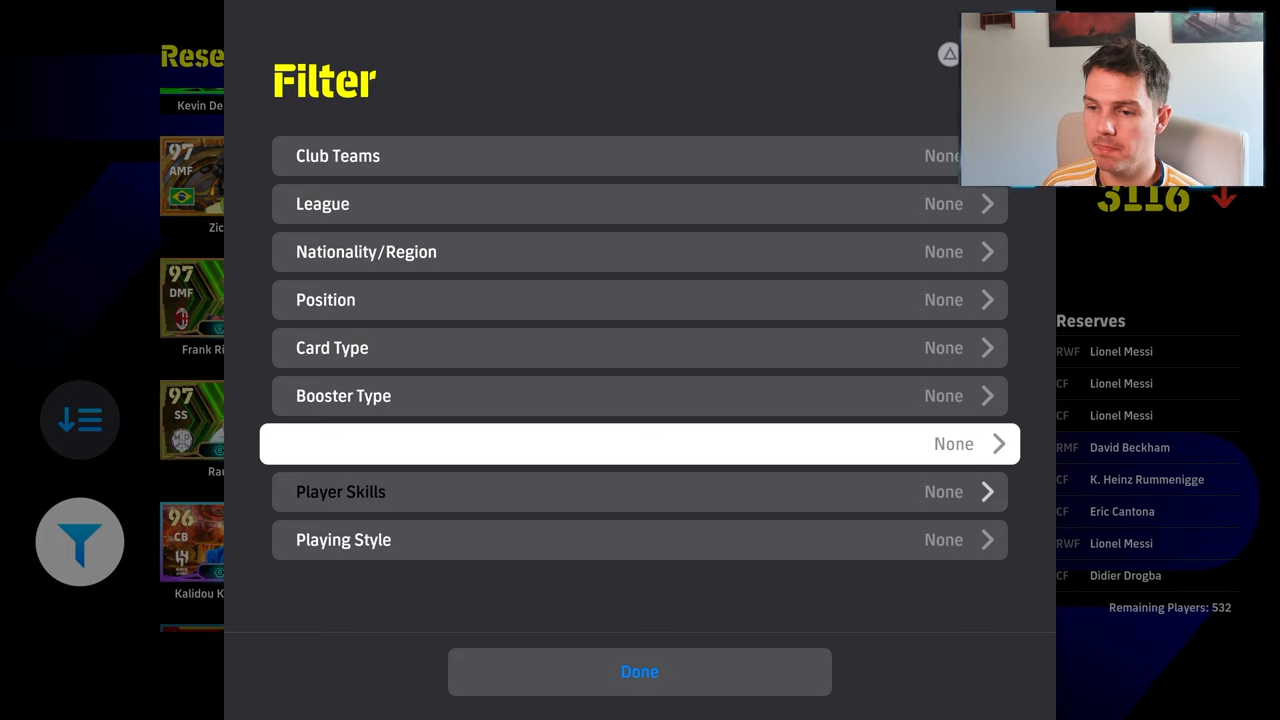 Rese
Kevin De
97
AMF
Zic
97
DMF
Frank Ri
97
SS
Rau
96
CB
Kalidou K
Filter
Club Teams None
League None
Nationality/Region None
Position None
Card Type None
Booster Type None
None
Player Skills None
Playing Style None
Done
3116
Reserves
RWF Lionel Messi
CF Lionel Messi
CF Lionel Messi
RMF David Beckham
CF K. Heinz Rummenigge
CF Eric Cantona
RWF Lionel Messi
CF Didier Drogba
Remaining Players: 532